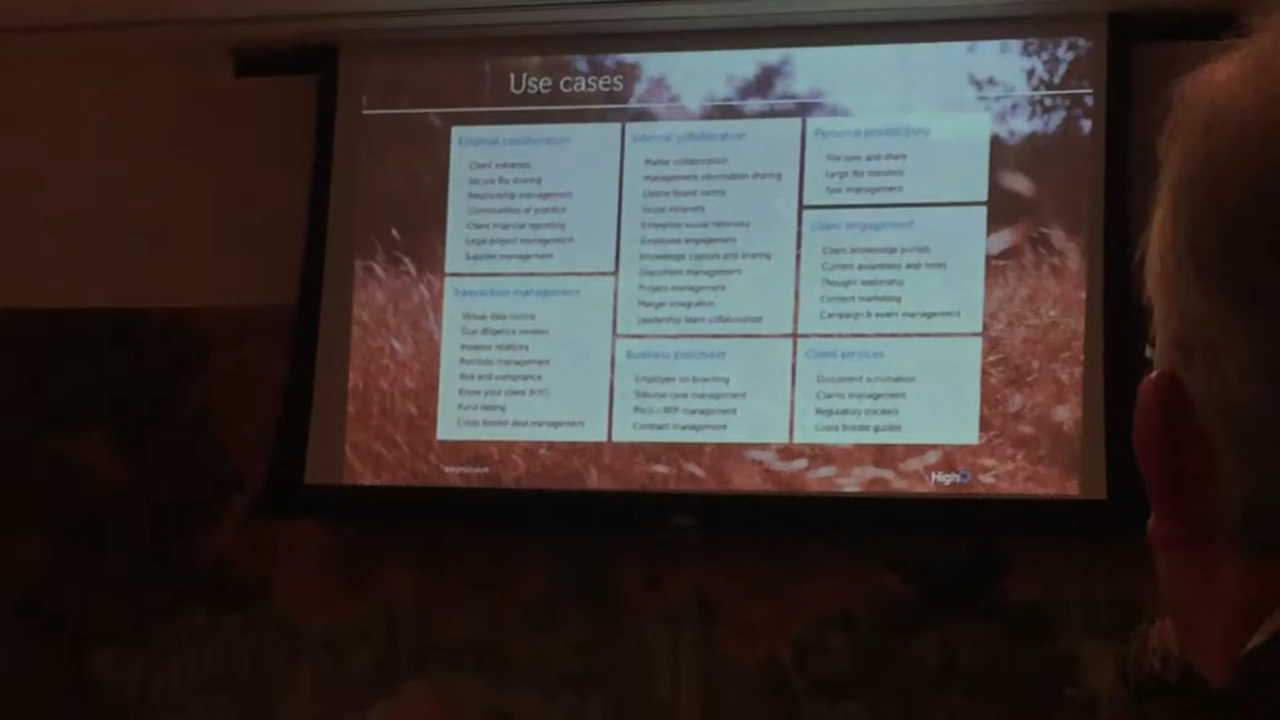 Use cases
External collaboration
Client extranets
Secure file sharing
Relationship management
Communities of practice
Client financial reporting
Legal project management
Supplier management
Transaction management
Virtual data rooms
Due diligence reviews
Investor relations
Portfolio management
Risk and compliance
Know your client (KYC)
Fund raising
Cross border deal management
Internal collaboration
Matter collaboration
Management information sharing
Online board rooms
Social intranets
Enterprise social networks
Employee engagement
Knowledge capture and sharing
Document management
Project management
Merger integration
Leadership team collaboration
Business processes
Employee on-boarding
Tribunal case management
RFP management
Contract management
Personal productivity
File sync and share
Large file transfers
Task management
Client engagement
Client knowledge portals
Current awareness and news
Thought leadership
Content marketing
Campaign & event management
Client services
Document automation
Claims management
Regulatory trackers
Cross border guides
HighQ